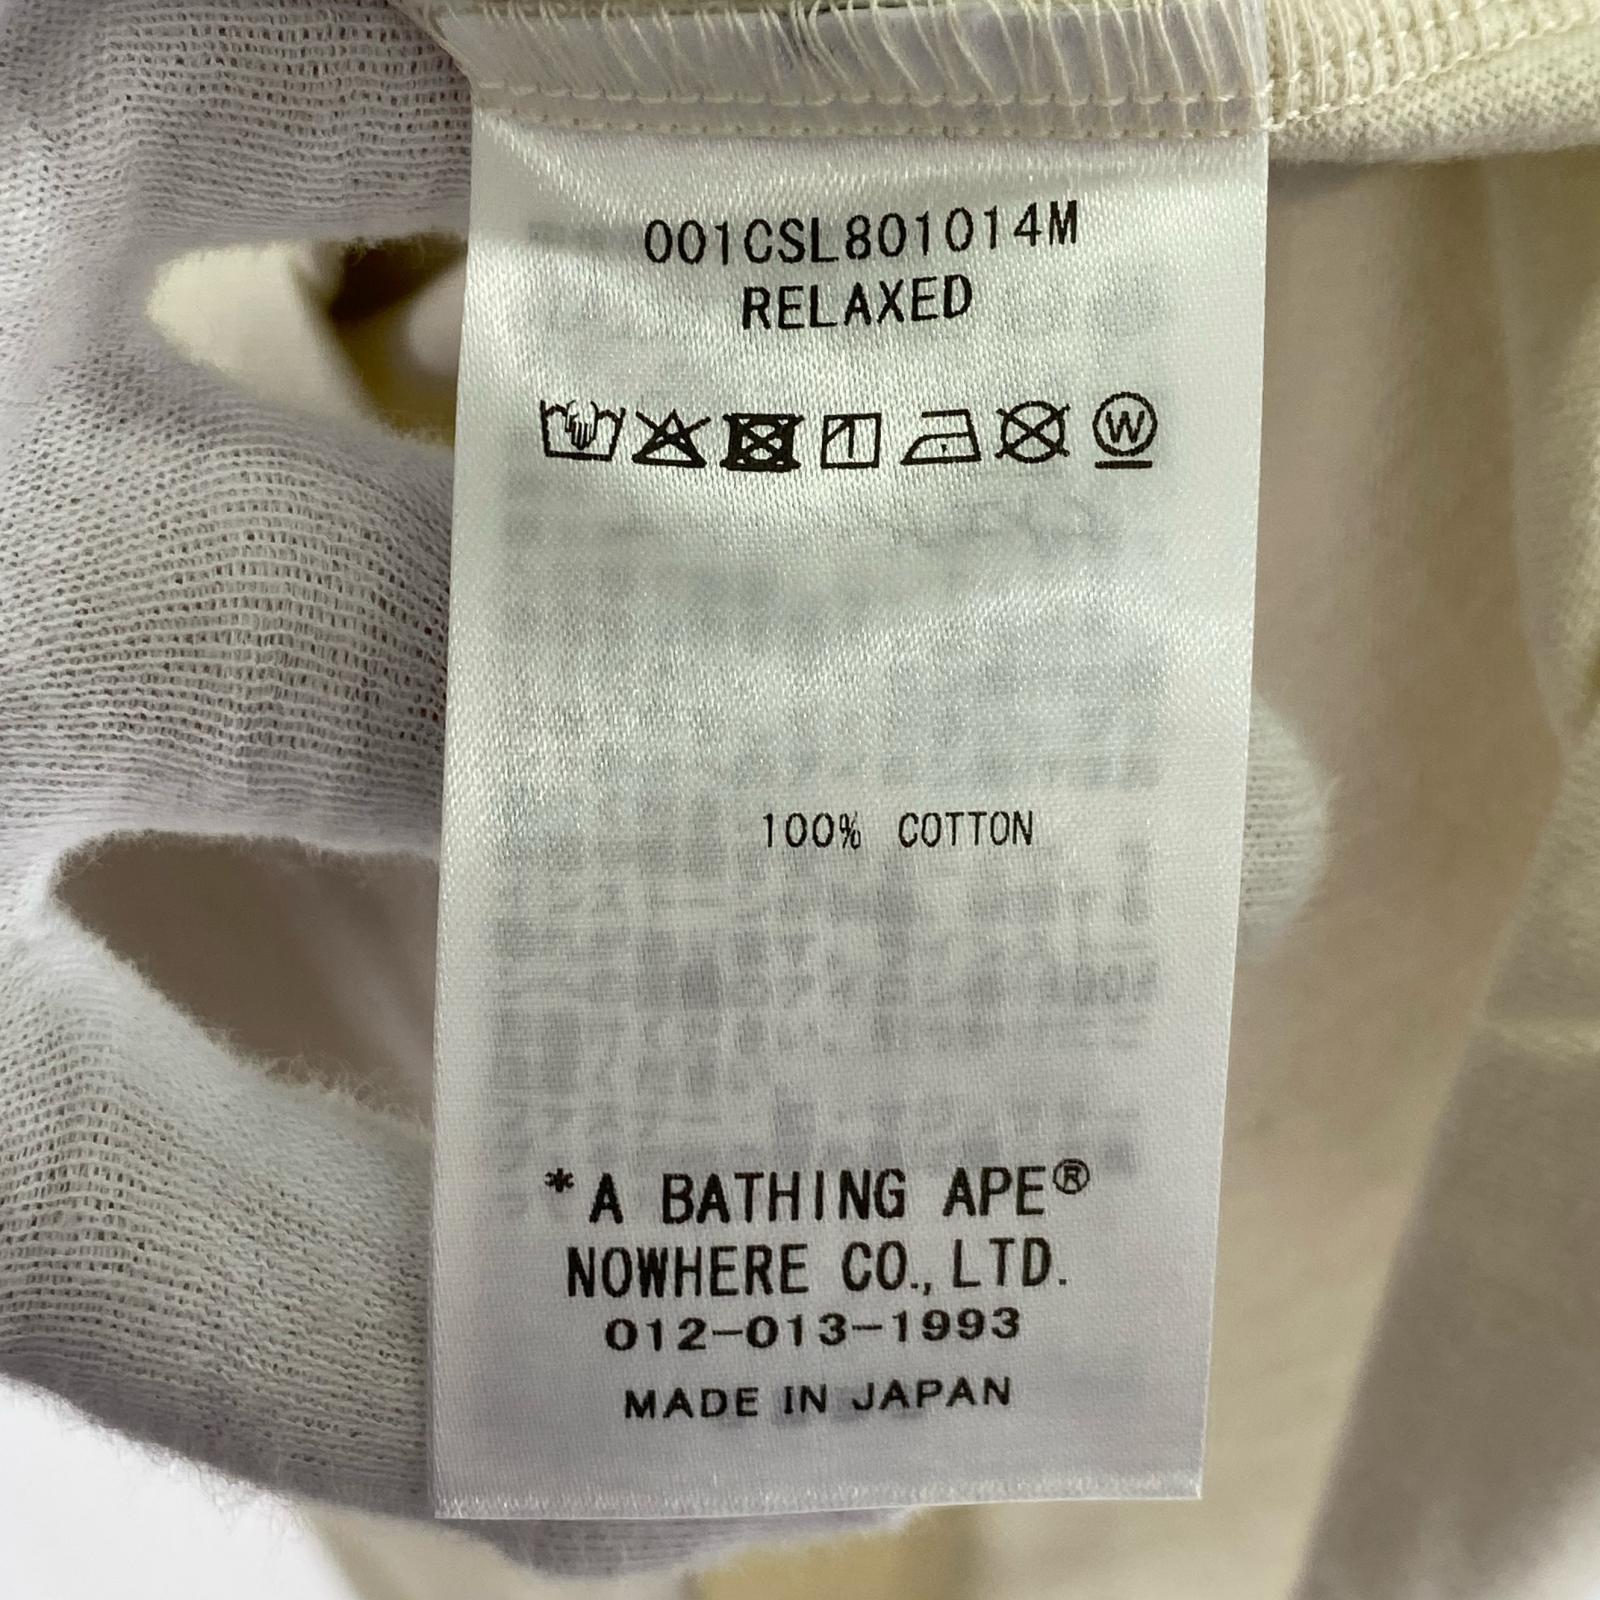 001CSL801014M
RELAXED
W
100% COTTON
*A BATHING APE®
NOWHERE CO., LTD.
012-013-1993
MADE IN JAPAN